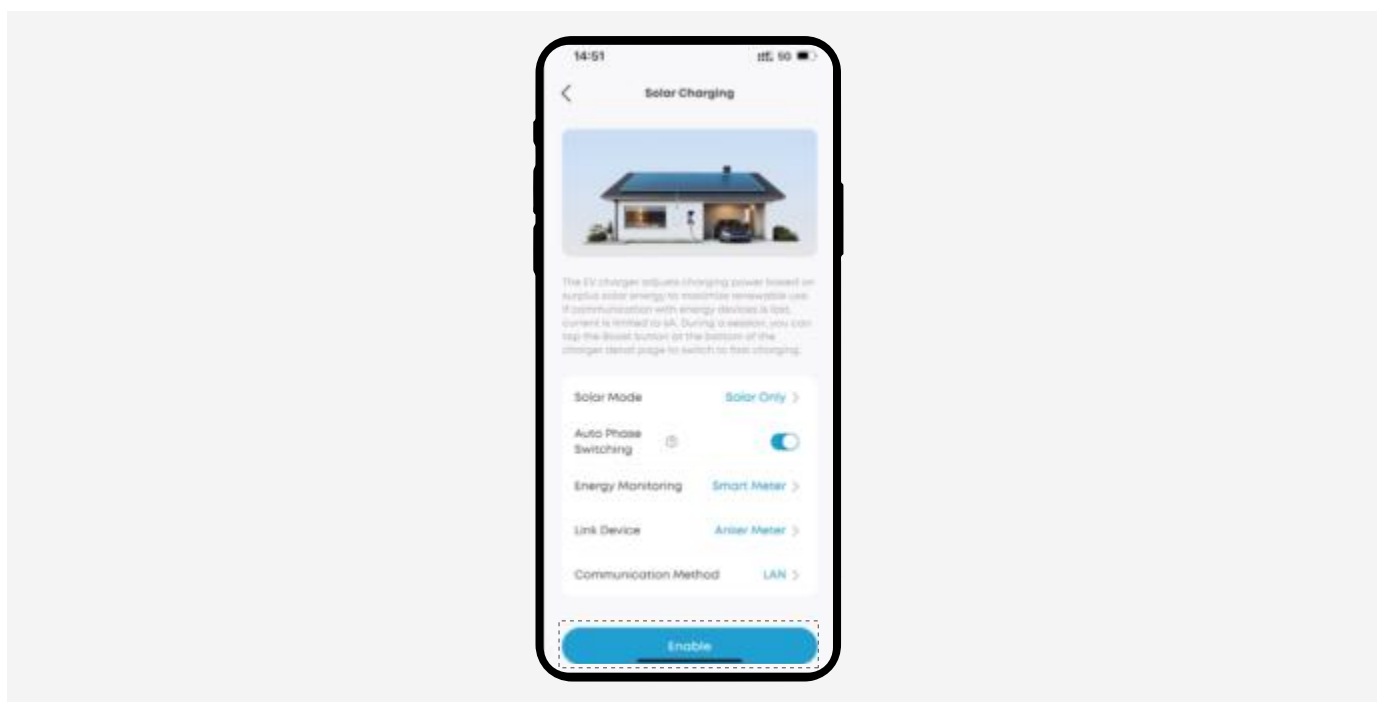 14:51
5G
Solar Charging
The EV charger adjusts charging power based on
surplus solar energy to maximize renewable use.
If communication with energy devices is lost,
current is limited to 6A. During a session, you can
tap the Boost button at the bottom of the
charger detail page to switch to fast charging.
Solar Mode Solar Only
Auto Phase
Switching
Energy Monitoring Smart Meter
Link Device Anker Meter
Communication Method LAN
Enable